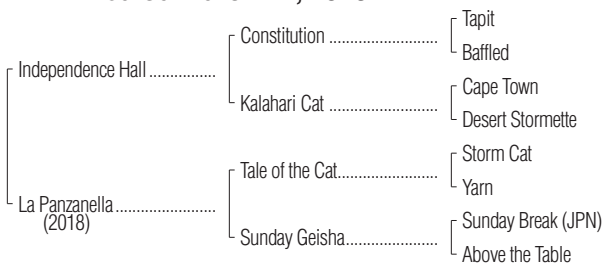 Tapit
Constitution ..........................
Baffled
Independence Hall ................
Cape Town
Kalahari Cat ..........................
Desert Stormette
Storm Cat
Tale of the Cat........................
Yarn
La Panzanella ........................
(2018)
Sunday Break (JPN)
Sunday Geisha......................
Above the Table